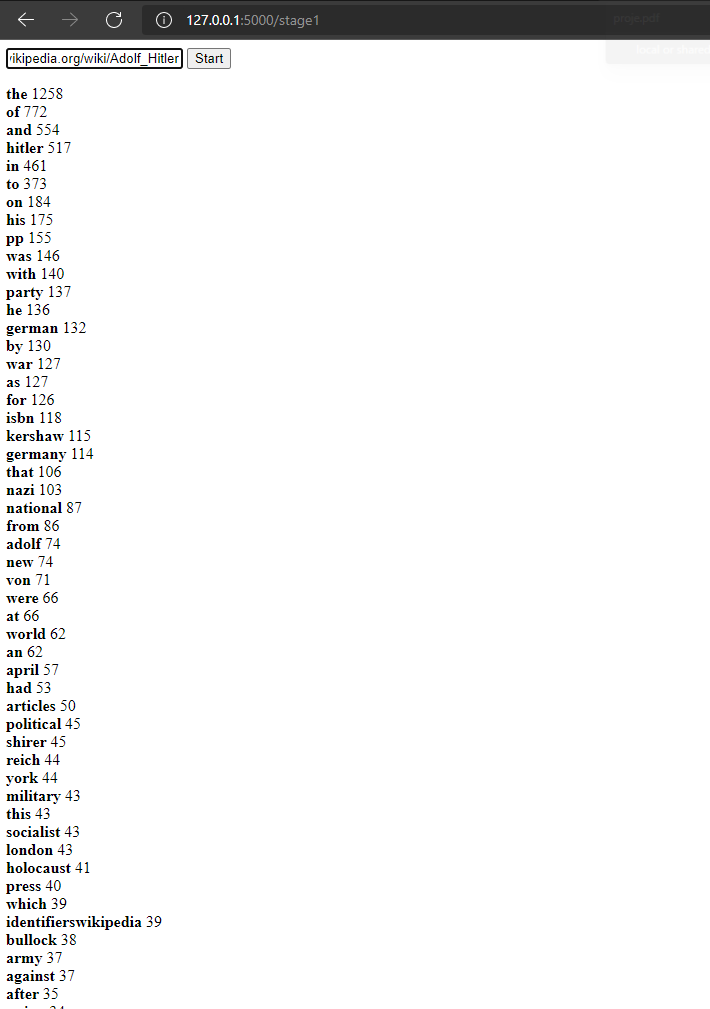 127.0.0.1:5000/stage1
proje.pdf
ikipedia.org/wiki/Adolf_Hitler Start
the 1258
of 772
and 554
hitler 517
in 461
to 373
on 184
his 175
pp 155
was 146
with 140
party 137
he 136
german 132
by 130
war 127
as 127
for 126
isbn 118
kershaw 115
germany 114
that 106
nazi 103
national 87
from 86
adolf 74
new 74
von 71
were 66
at 66
world 62
an 62
april 57
had 53
articles 50
political 45
shirer 45
reich 44
york 44
military 43
this 43
socialist 43
london 43
holocaust 41
press 40
which 39
identifierswikipedia 39
bullock 38
army 37
against 37
after 35